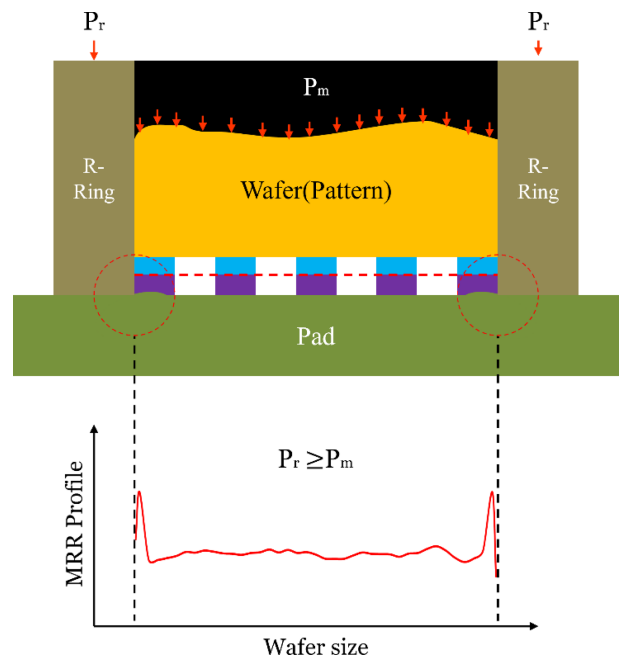 Pr
Pr
Pm
R-
Ring
Wafer(Pattern)
R-
Ring
Pad
Pr ≥Pm
MRR Profile
Wafer size